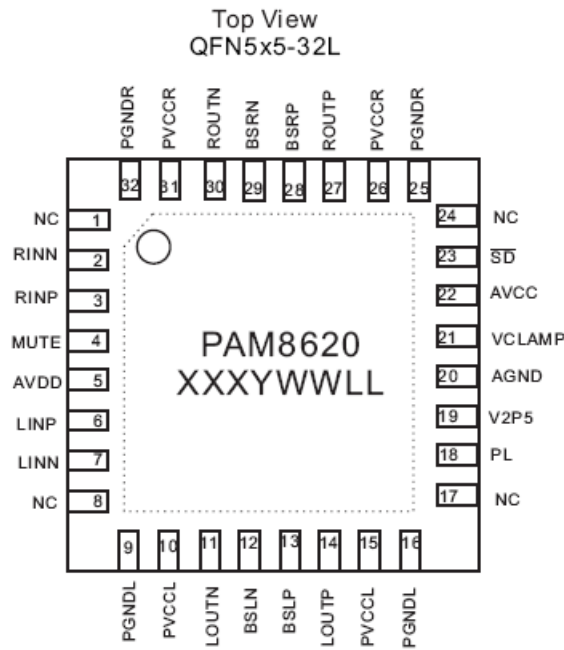 Top View
QFN5x5-32L
PGNDR
PVCCR
ROUTN
BSRN
BSRP
ROUTP
PVCCR
PGNDR
32
31
30
29
28
27
26
25
NC 1
RINN 2
RINP 3
MUTE 4
AVDD 5
LINP 6
LINN 7
NC 8
24 NC
23 SD
22 AVCC
21 VCLAMP
20 AGND
19 V2P5
18 PL
17 NC
PAM8620
XXXYWWLL
9
10
11
12
13
14
15
16
PGNDL
PVCCL
LOUTN
BSLN
BSLP
LOUTP
PVCCL
PGNDL